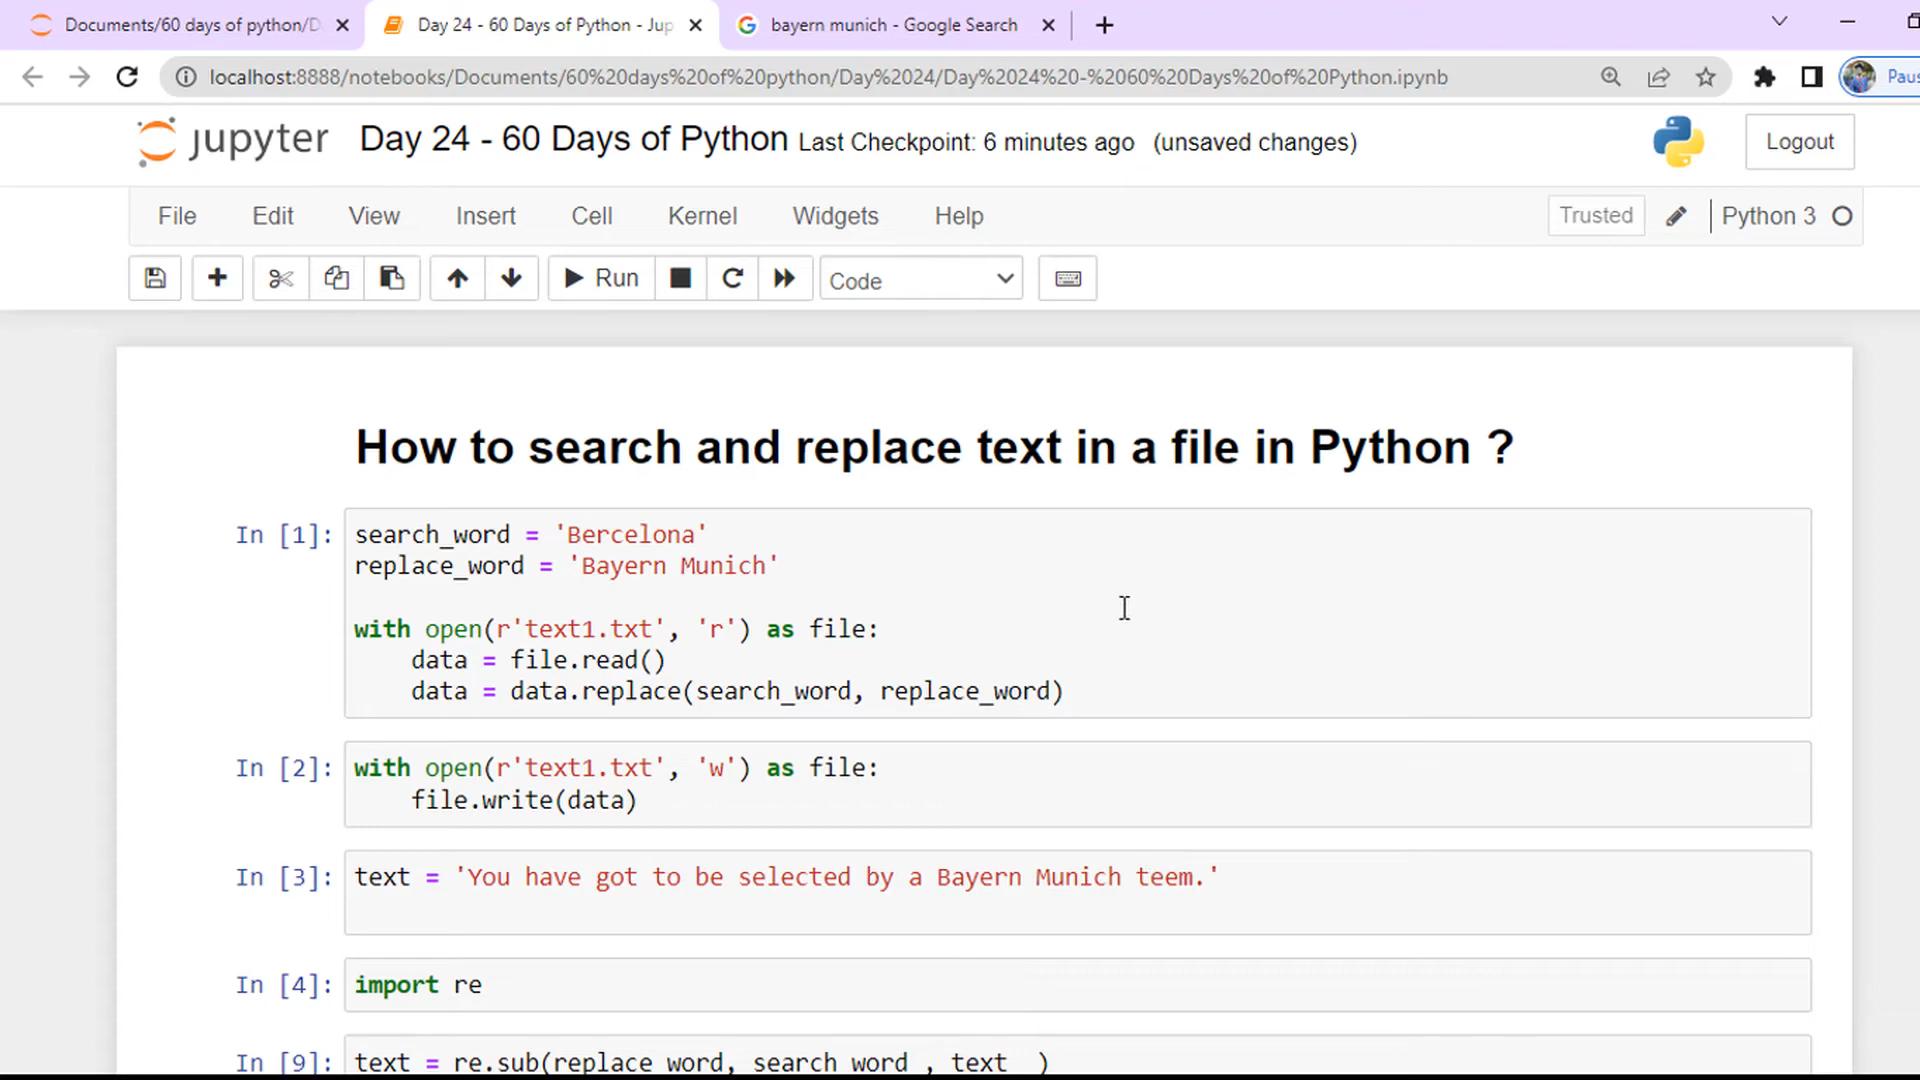 Documents/60 days of python/D
Day 24 - 60 Days of Python - Jup
bayern munich - Google Search
localhost:8888/notebooks/Documents/60%20days%20of%20python/Day%2024/Day%2024%20-%2060%20Days%20of%20Python.ipynb
Paus
jupyter Day 24 - 60 Days of Python Last Checkpoint: 6 minutes ago (unsaved changes)
Logout
File Edit View Insert Cell Kernel Widgets Help
Trusted
Python 3
Run
Code
How to search and replace text in a file in Python ?
In [1]: search_word = 'Bercelona'
replace_word = 'Bayern Munich'
with open(r'text1.txt', 'r') as file:
data = file.read()
data = data.replace(search_word, replace_word)
In [2]: with open(r'text1.txt', 'w') as file:
file.write(data)
In [3]: text = 'You have got to be selected by a Bayern Munich teem.'
In [4]: import re
In [9]: text = re.sub(replace_word, search_word , text )